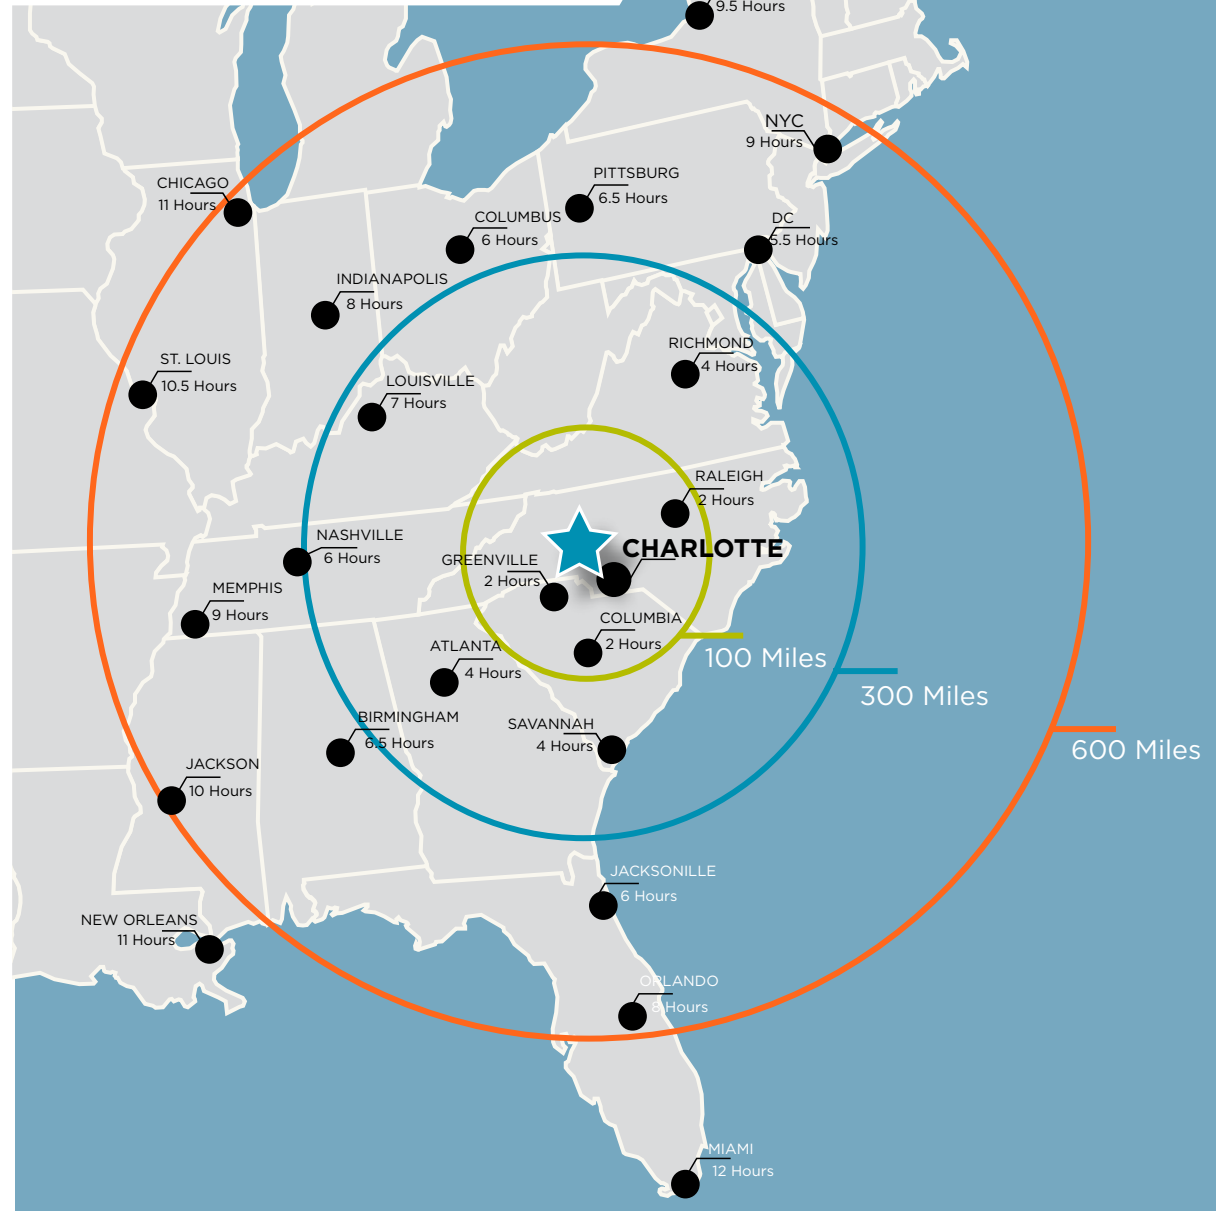 9.5 Hours
NYC
9 Hours
PITTSBURG
6.5 Hours
CHICAGO
11 Hours
COLUMBUS
6 Hours
DC
5.5 Hours
INDIANAPOLIS
8 Hours
RICHMOND
4 Hours
ST. LOUIS
10.5 Hours
LOUISVILLE
7 Hours
RALEIGH
2 Hours
NASHVILLE
6 Hours
CHARLOTTE
GREENVILLE
2 Hours
MEMPHIS
9 Hours
COLUMBIA
2 Hours
ATLANTA
4 Hours
100 Miles
300 Miles
BIRMINGHAM
6.5 Hours
SAVANNAH
4 Hours
600 Miles
JACKSON
10 Hours
JACKSONILLE
6 Hours
NEW ORLEANS
11 Hours
ORLANDO
8 Hours
MIAMI
12 Hours